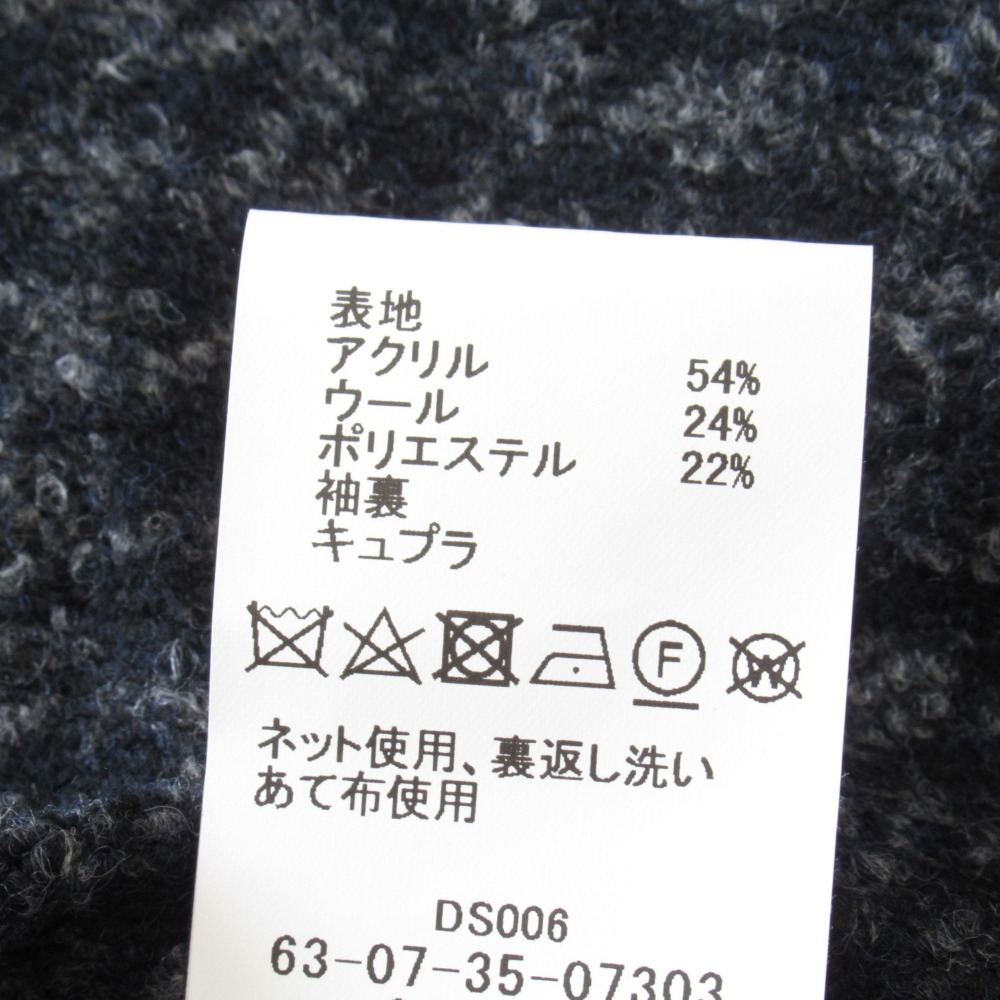 表地
アクリル 54%
ウール 24%
ポリエステル 22%
袖裏
キュプラ
F W
ネット使用、裏返し洗い
あて布使用
DS006
63-07-35-07303